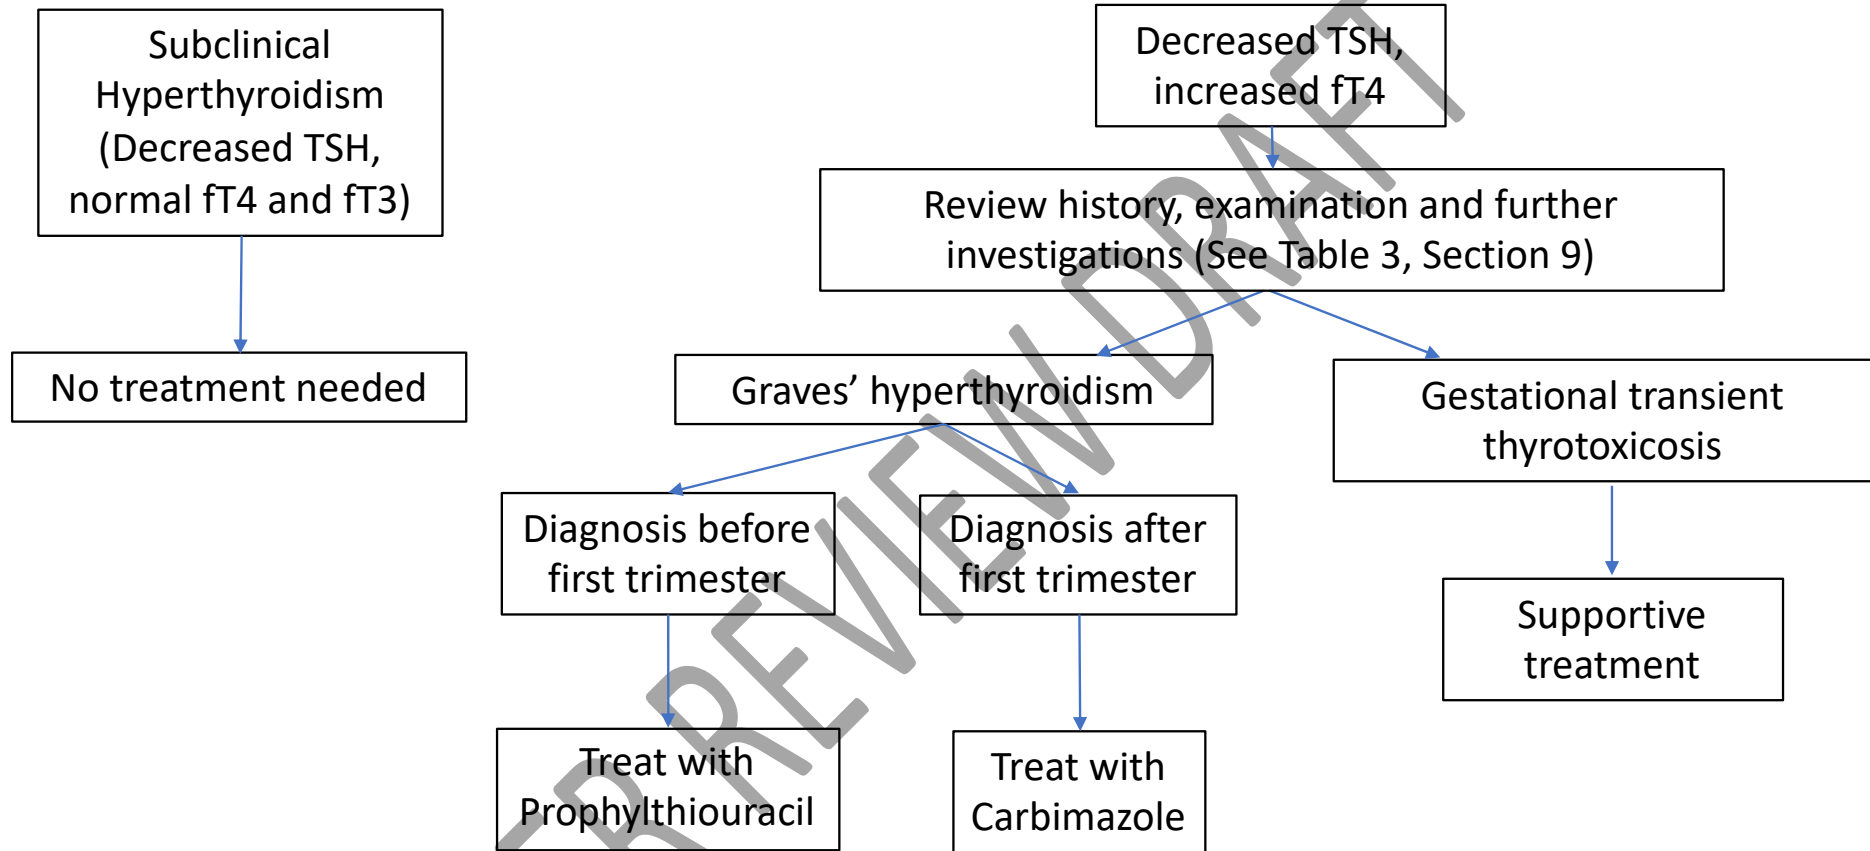 Subclinical
Hyperthyroidism
(Decreased TSH,
normal fT4 and fT3)
No treatment needed
Decreased TSH,
increased fT4
Review history, examination and further
investigations (See Table 3, Section 9)
Graves’ hyperthyroidism
Gestational transient
thyrotoxicosis
Diagnosis before
first trimester
Diagnosis after
first trimester
Supportive
treatment
Treat with
Prophylthiouracil
Treat with
Carbimazole
ER REVIEW DRAFT